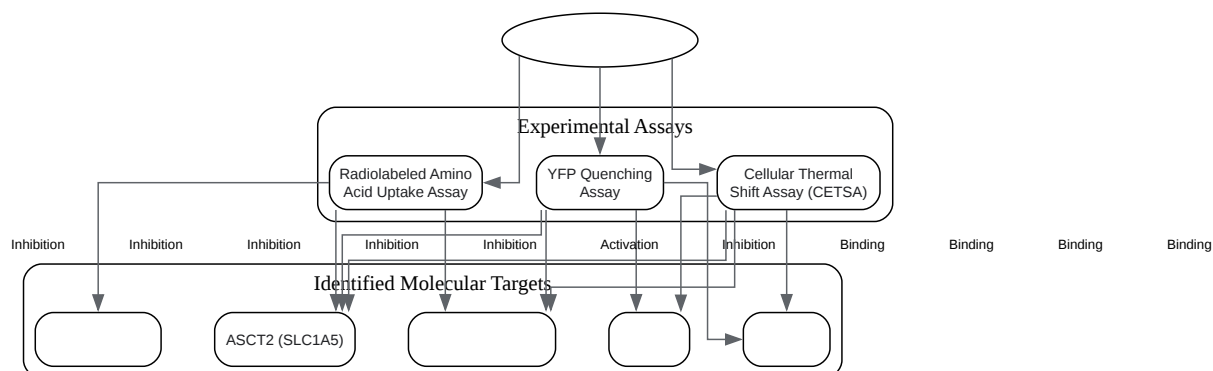 Experimental Assays
Radiolabeled Amino
Acid Uptake Assay
YFP Quenching
Assay
Cellular Thermal
Shift Assay (CETSA)
Inhibition
Inhibition
Inhibition
Inhibition
Inhibition
Activation
Inhibition
Binding
Binding
Binding
Binding
Identified Molecular Targets
ASCT2 (SLC1A5)